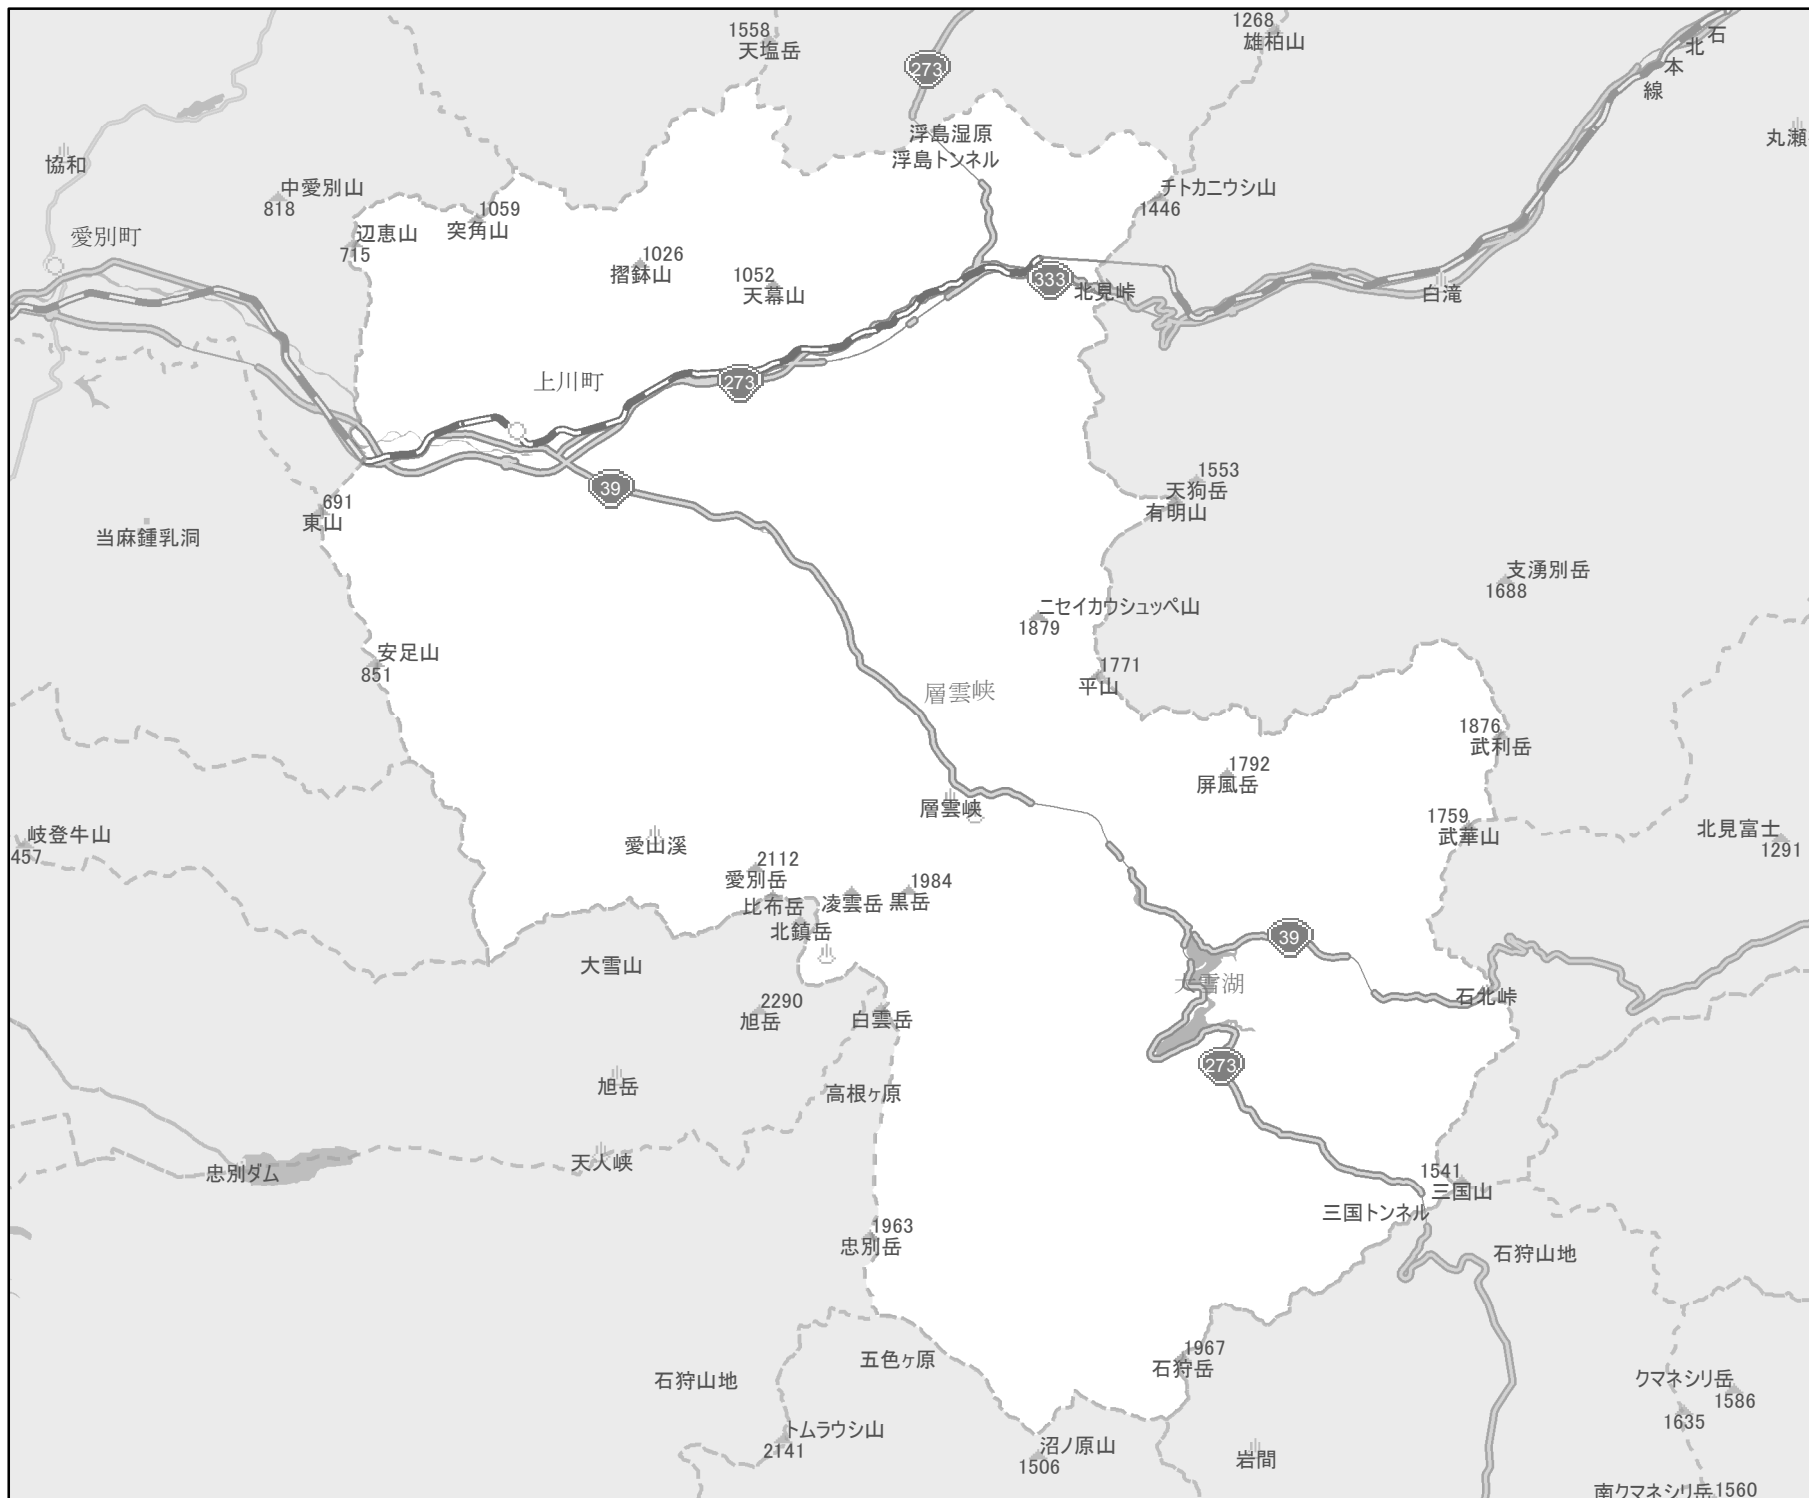 1558
天塩岳
1268
雄柏山
273
石
北
本
線
浮島湿原
浮島トンネル
丸瀬
協和
中愛別山
818
チトカニウシ山
1446
1059
突角山
辺恵山
715
愛別町
1026
摺鉢山
1052
天幕山
333
北見峠
白滝
上川町
273
39
1553
天狗岳
有明山
691
東山
当麻鍾乳洞
支湧別岳
1688
ニセイカウシュッペ山
1879
安足山
851
1771
平山
層雲峡
1876
武利岳
1792
屏風岳
層雲峡
1759
武華山
北見富士
1291
岐登牛山
457
愛山溪
2112
愛別岳
1984
黒岳
比布岳
凌雲岳
北鎮岳
39
大雪山
大雪湖
石北峠
2290
旭岳
白雲岳
273
旭岳
高根ヶ原
天人峡
忠別ダム
1541
三国山
三国トンネル
1963
忠別岳
石狩山地
五色ヶ原
1967
石狩岳
石狩山地
クマネシリ岳
1586
1635
トムラウシ山
2141
沼ノ原山
1506
岩間
南クマネシリ岳1560